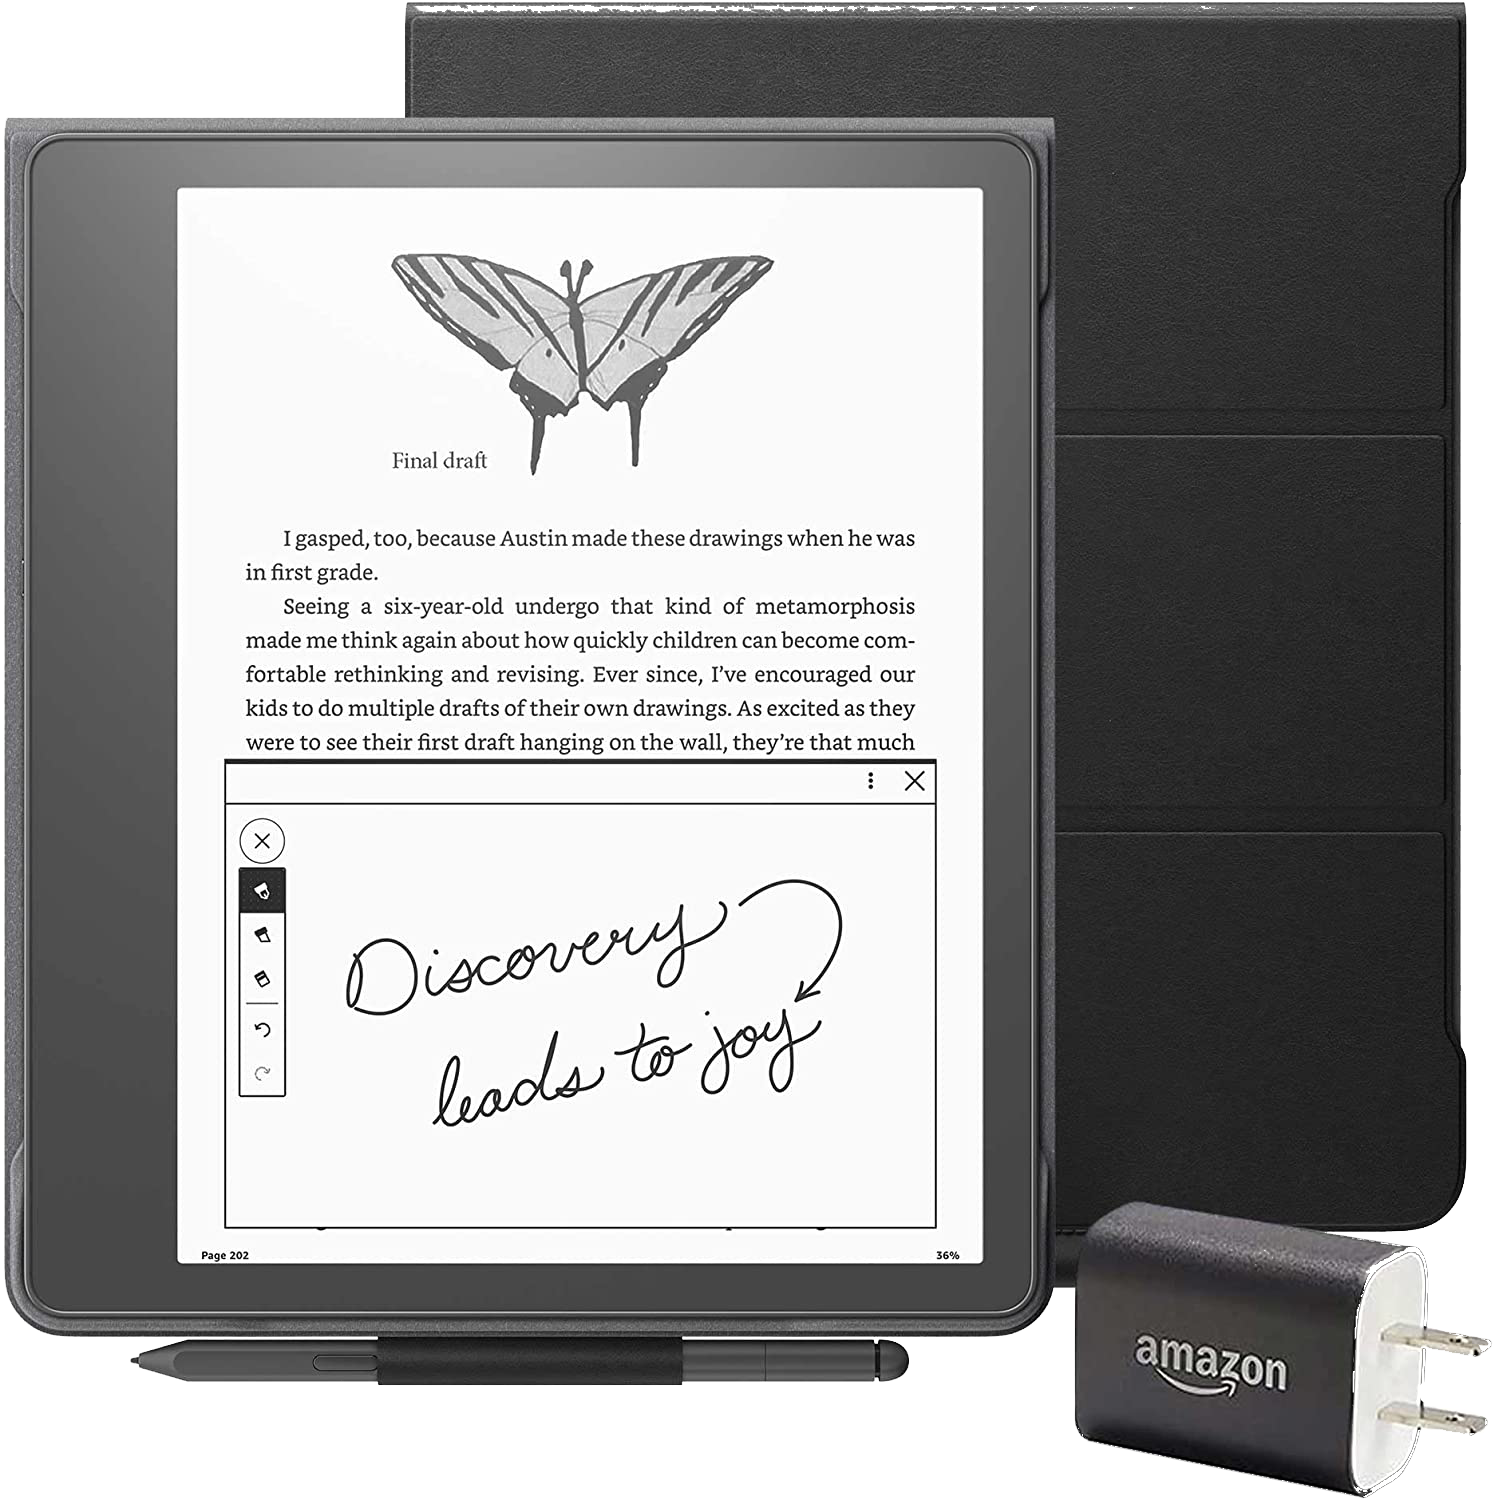 Final draft
I gasped, too, because Austin made these drawings when he was
in first grade.
Seeing a six-year-old undergo that kind of metamorphosis
made me think again about how quickly children can become com-
fortable rethinking and revising. Ever since, I've encouraged our
kids to do multiple drafts of their own drawings. As excited as they
were to see their first draft hanging on the wall, they're that much
Discovery
leads to joy
Page 202
36%
amazon